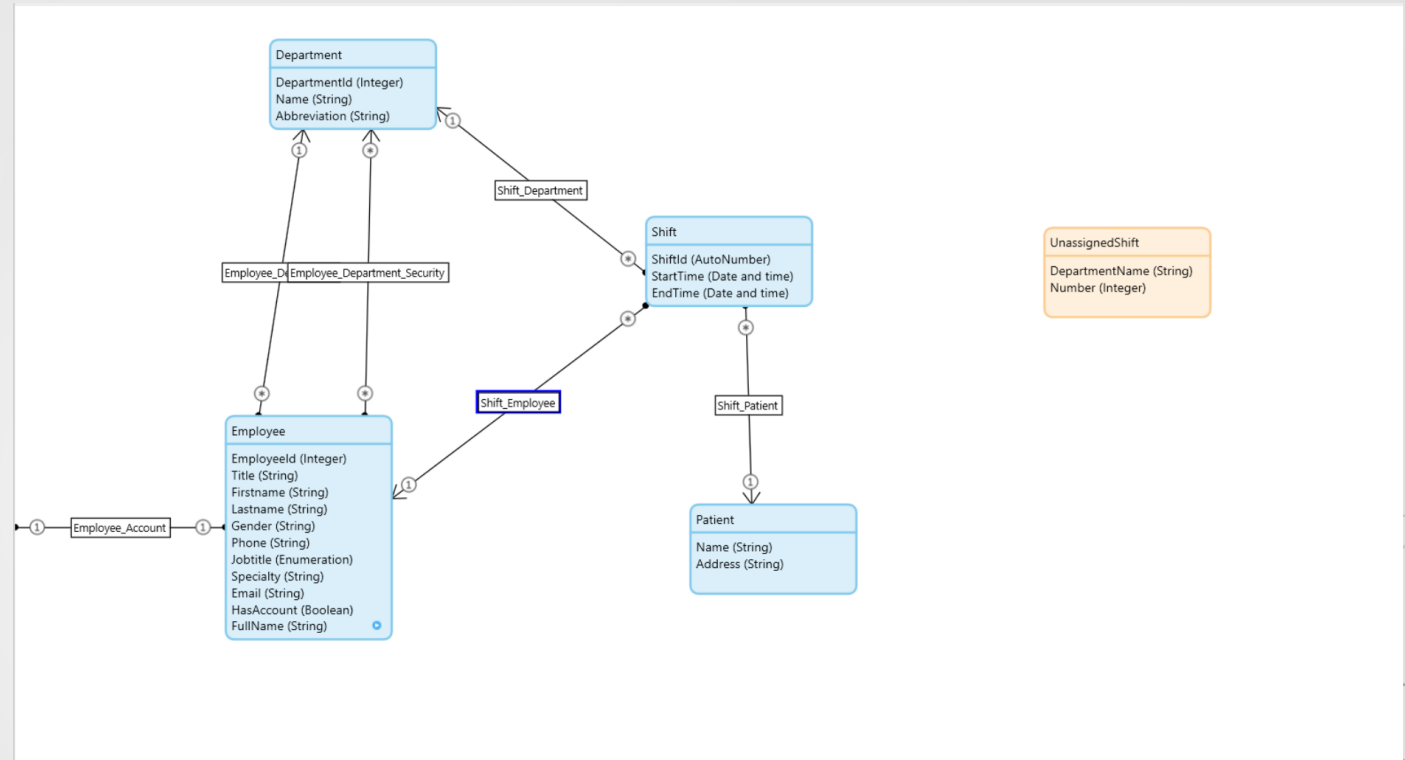 Department
DepartmentId (Integer)
Name (String)
Abbreviation (String)
1
1
*
Shift_Department
Shift
ShiftId (AutoNumber)
StartTime (Date and time)
EndTime (Date and time)
*
UnassignedShift
DepartmentName (String)
Number (Integer)
Employee_De
Employee_Department_Security
*
*
*
*
Shift_Employee
Shift_Patient
Employee
EmployeeId (Integer)
Title (String)
Firstname (String)
Lastname (String)
Gender (String)
Phone (String)
Jobtitle (Enumeration)
Specialty (String)
Email (String)
HasAccount (Boolean)
FullName (String)
1
1
1
Employee_Account
1
Patient
Name (String)
Address (String)